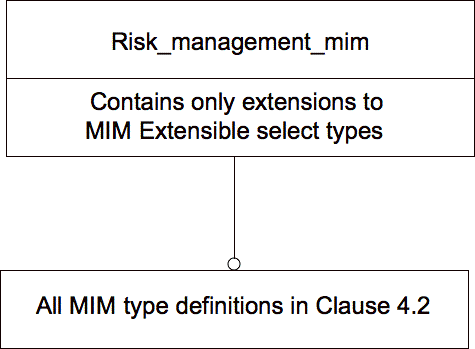 Risk_management_mim
Contains only extensions to
MIM Extensible select types
All MIM type definitions in Clause 4.2